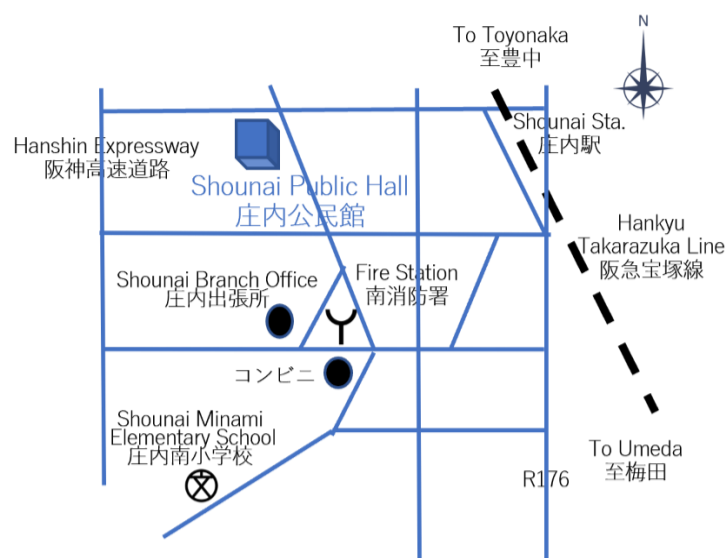 To Toyonaka
至豊中
N
Shounai Sta.
庄内駅
Hanshin Expressway
阪神高速道路
Shounai Public Hall
庄内公民館
Hankyu
Takarazuka Line
阪急宝塚線
Shounai Branch Office
庄内出張所
Fire Station
南消防署
コンビニ
Shounai Minami
Elementary School
庄内南小学校
文
To Umeda
至梅田
R176